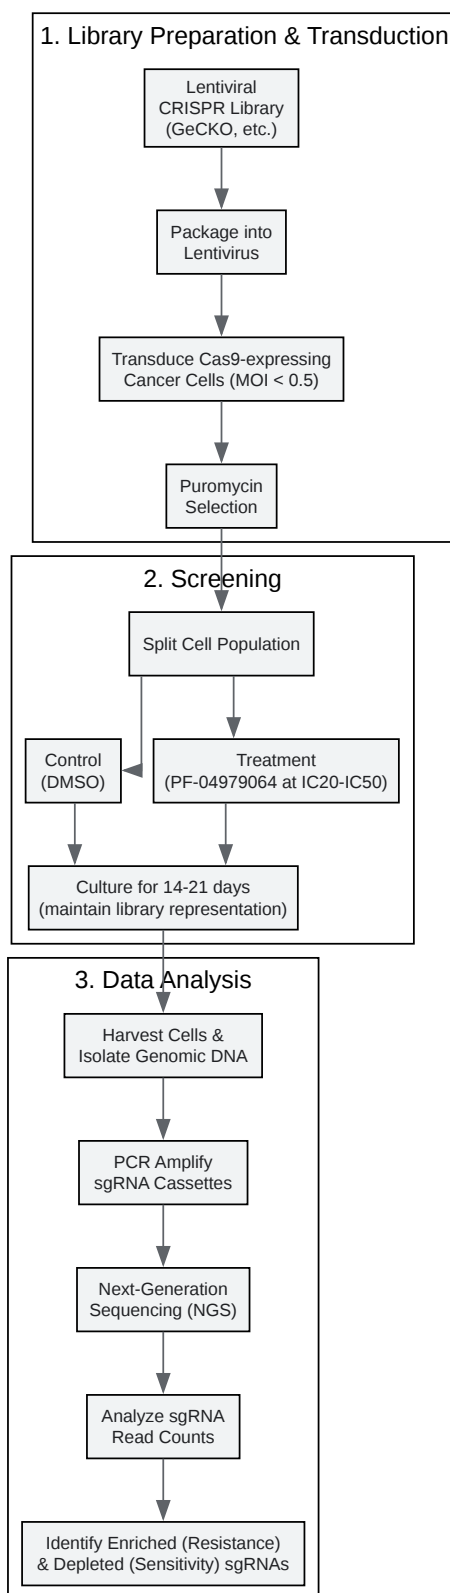 1. Library Preparation & Transduction
Lentiviral
CRISPR Library
(GeCKO, etc.)
Package into
Lentivirus
Transduce Cas9-expressing
Cancer Cells (MOI < 0.5)
Puromycin
Selection
2. Screening
Split Cell Population
Control
(DMSO)
Treatment
(PF-04979064 at IC20-IC50)
Culture for 14-21 days
(maintain library representation)
3. Data Analysis
Harvest Cells &
Isolate Genomic DNA
PCR Amplify
sgRNA Cassettes
Next-Generation
Sequencing (NGS)
Analyze sgRNA
Read Counts
Identify Enriched (Resistance)
& Depleted (Sensitivity) sgRNAs